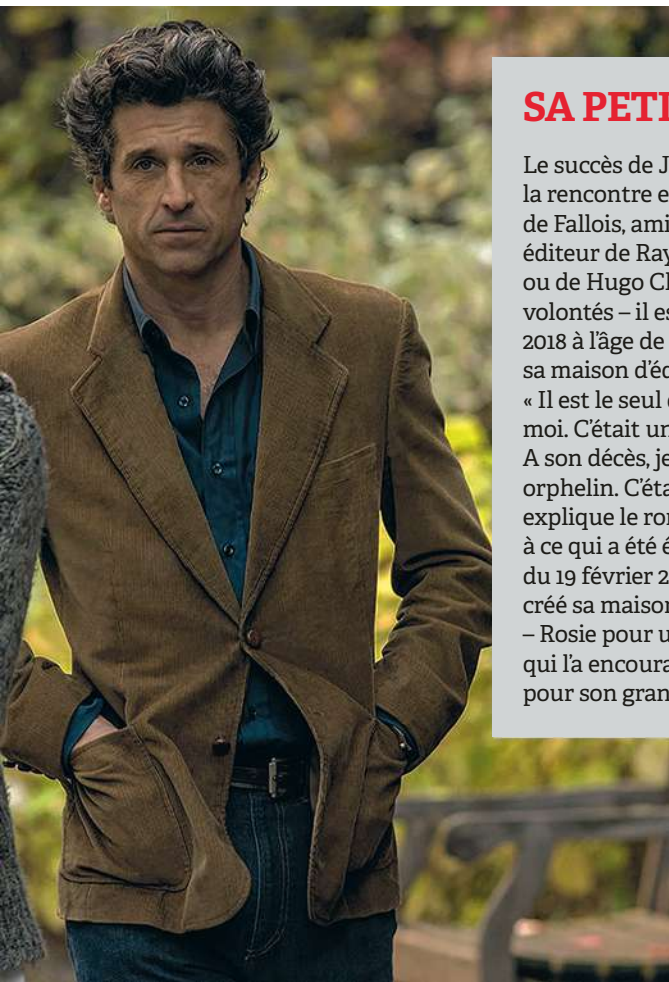 SA PETI
Le succès de J
la rencontre e
de Fallois, ami
éditeur de Ray
ou de Hugo Cl
volontés – il es
2018 à l'âge de
sa maison d'éd
« Il est le seul
moi. C'était un
A son décès, je
orphelin. C'éta
explique le ro
à ce qui a été é
du 19 février 2
créé sa maison
– Rosie pour u
qui l'a encoura
pour son gran